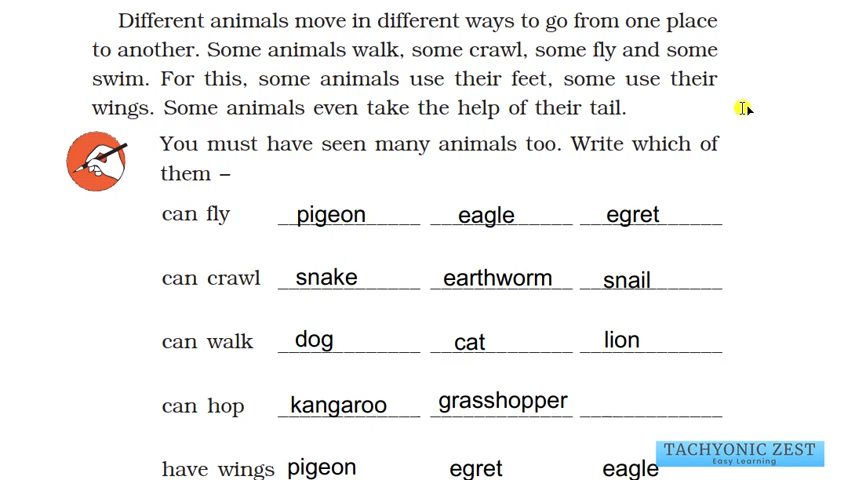 Different animals move in different ways to go from one place
to another. Some animals walk, some crawl, some fly and some
swim. For this, some animals use their feet, some use their
wings. Some animals even take the help of their tail.
You must have seen many animals too. Write which of
them –
can fly pigeon eagle egret
can crawl snake earthworm snail
can walk dog cat lion
can hop kangaroo grasshopper
TACHYONIC ZEST
Easy Learning
have wings pigeon egret eagle